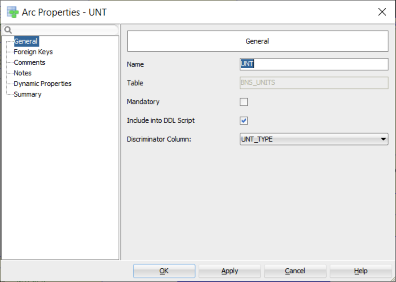 Arc Properties - UNT
General
Foreign Keys
Comments
Notes
Dynamic Properties
Summary
General
Name
UNT
Table
BNS_UNITS
Mandatory
Include into DDL Script
Discriminator Column:
UNT_TYPE
OK
Apply
Cancel
Help